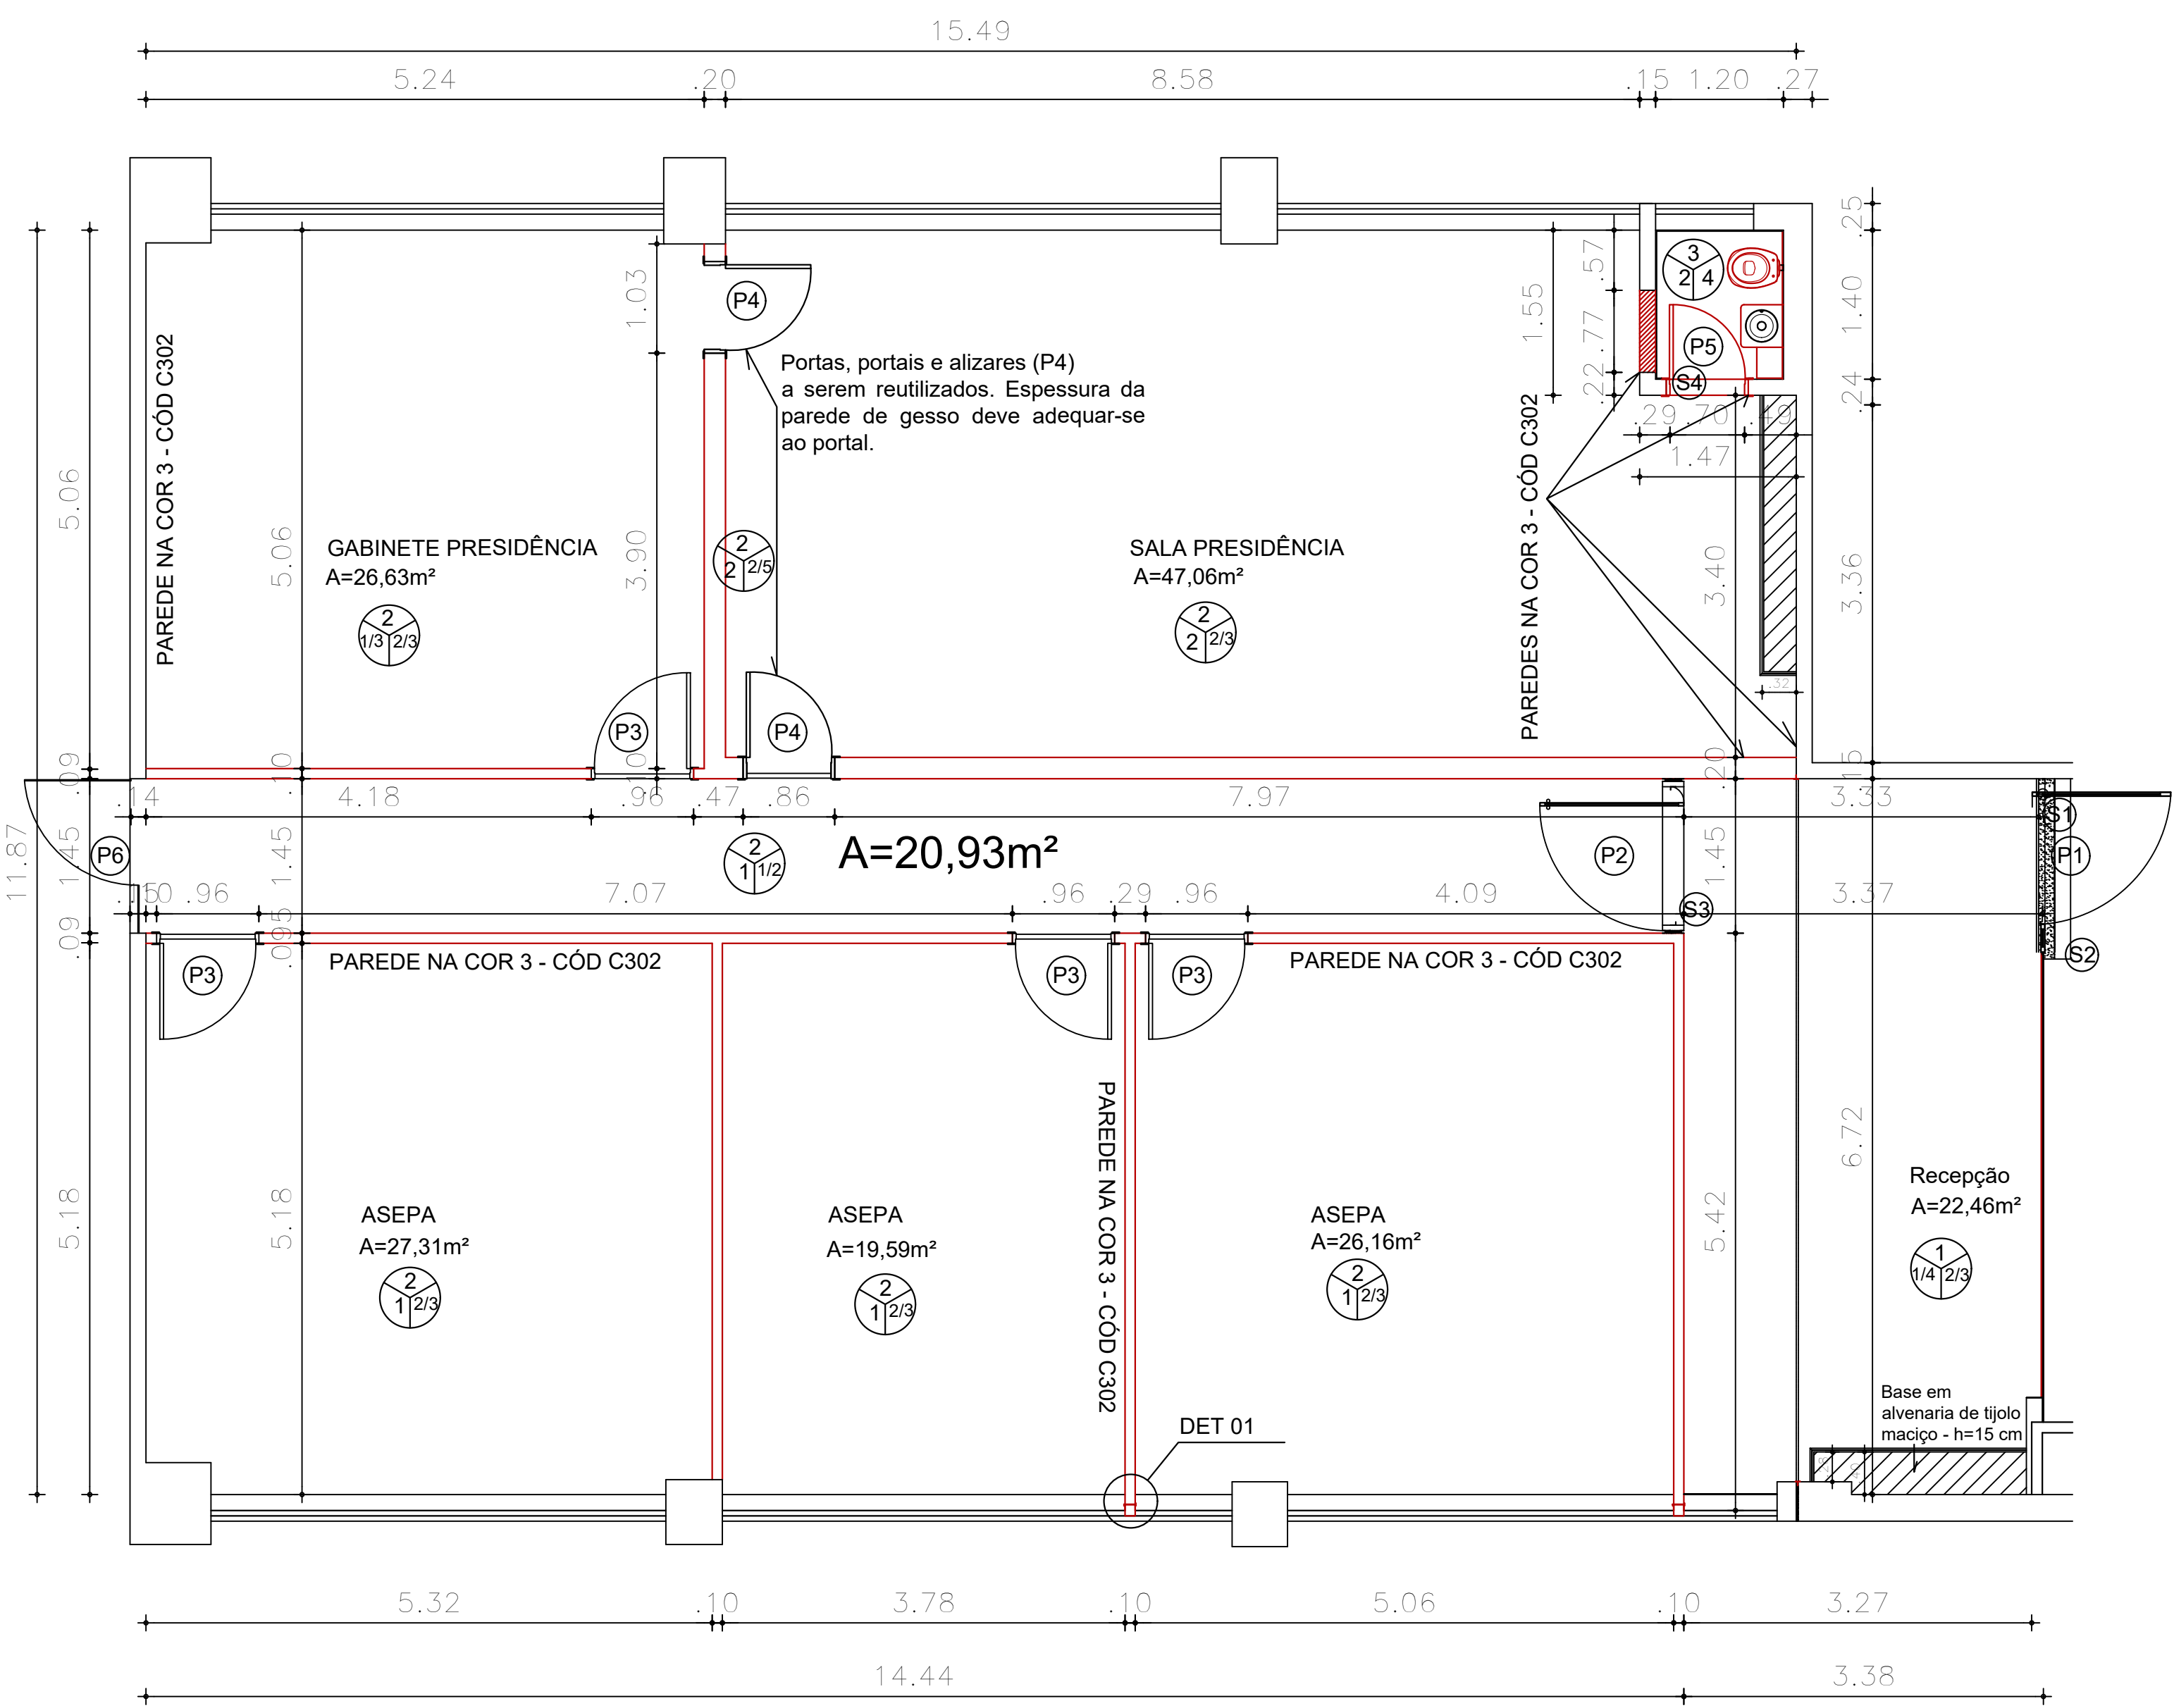 15.49
5.24 .20 8.58 .15 1.20 .27
.25
1.40
.24
3.36
.15
6.72
.57
.77
.22
1.55
1.03
3.90
.10
3
2 4
P5
S4
.29 .70 .49
1.47
P4
Portas, portais e alizares (P4)
a serem reutilizados. Espessura da
parede de gesso deve adequar-se
ao portal.
PAREDE NA COR 3 - CÓD C302
PAREDES NA COR 3 - CÓD C302
11.87
5.06
.09
1.45
.09
5.18
5.06
.10
1.45
.095
5.18
GABINETE PRESIDÊNCIA
A=26,63m²
2
1/3 2/3
2
2 2/5
SALA PRESIDÊNCIA
A=47,06m²
2
2 2/3
3.40
.32
.20
1.45
5.42
P3
P4
.14 4.18 .96 .47 .86 7.97 3.33
P6
2
1 1/2
A=20,93m²
P2
S1
P1
.15 .10 .96 7.07 .96 .29 .96 4.09 3.37
S3
S2
P3
PAREDE NA COR 3 - CÓD C302
P3
P3
PAREDE NA COR 3 - CÓD C302
PAREDE NA COR 3 - CÓD C302
ASEPA
A=27,31m²
2
1 2/3
ASEPA
A=19,59m²
2
1 2/3
ASEPA
A=26,16m²
2
1 2/3
Recepção
A=22,46m²
1
1/4 2/3
DET 01
Base em
alvenaria de tijolo
maciço - h=15 cm
5.32 .10 3.78 .10 5.06 .10 3.27
14.44 3.38